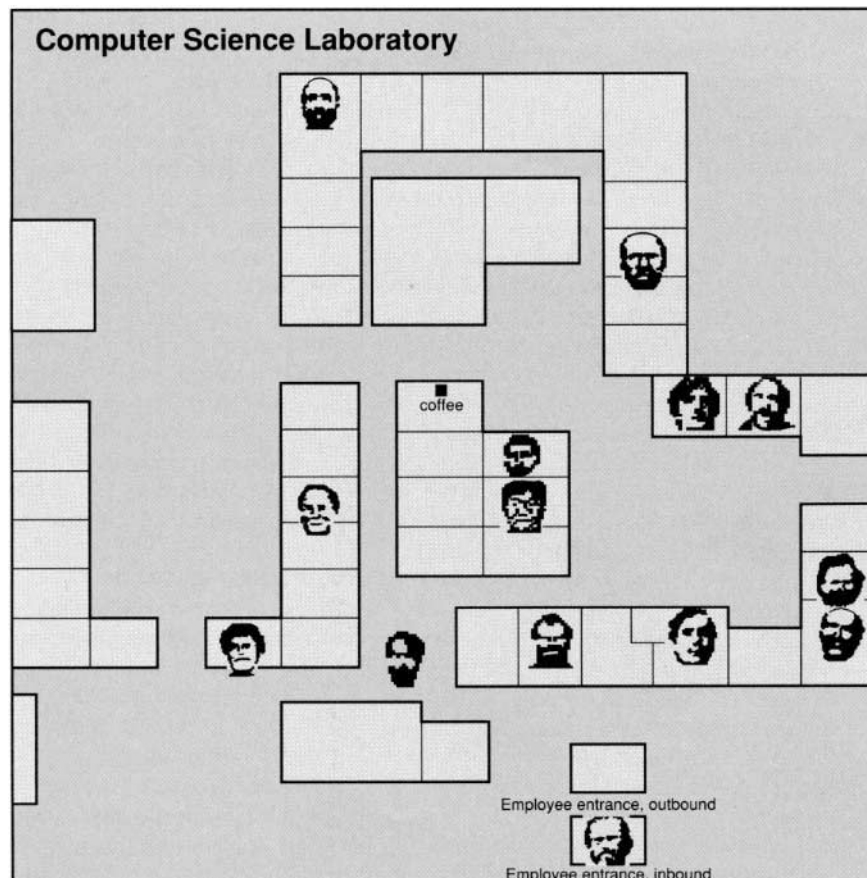 Computer Science Laboratory
coffee
Employee entrance, outbound
Employee entrance, inbound